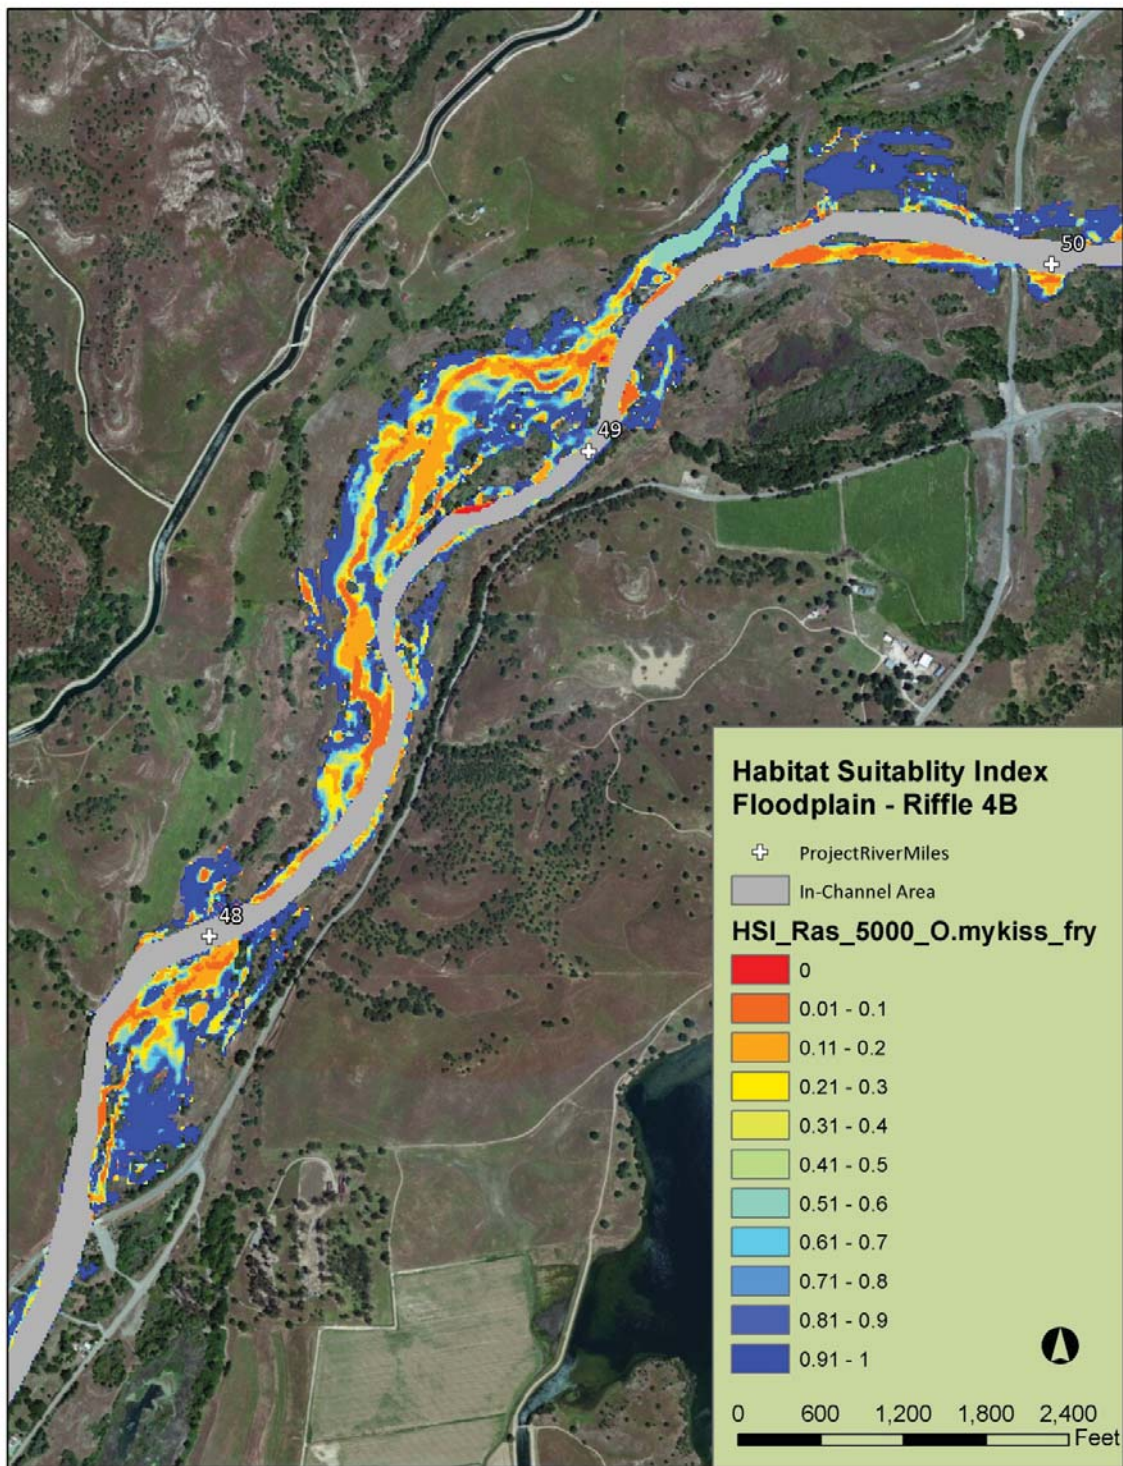 50
49
48
Habitat Suitablity Index
Floodplain - Riffle 4B
ProjectRiverMiles
In-Channel Area
HSI_Ras_5000_O.mykiss_fry
0
0.01 - 0.1
0.11 - 0.2
0.21 - 0.3
0.31 - 0.4
0.41 - 0.5
0.51 - 0.6
0.61 - 0.7
0.71 - 0.8
0.81 - 0.9
0.91 - 1
0 600 1,200 1,800 2,400
Feet